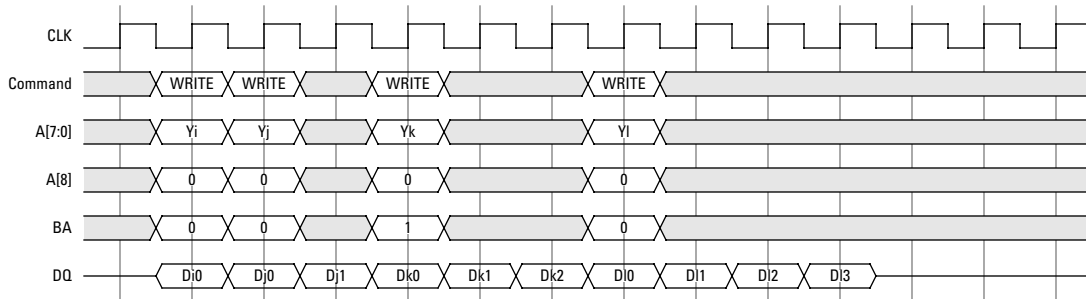 CLK
Command WRITE WRITE WRITE WRITE
A[7:0] Yi Yj Yk Yl
A[8] 0 0 0 0
BA 0 0 1 0
DQ Di0 Dj0 Dj1 Dk0 Dk1 Dk2 Dl0 Dl1 Dl2 Dl3